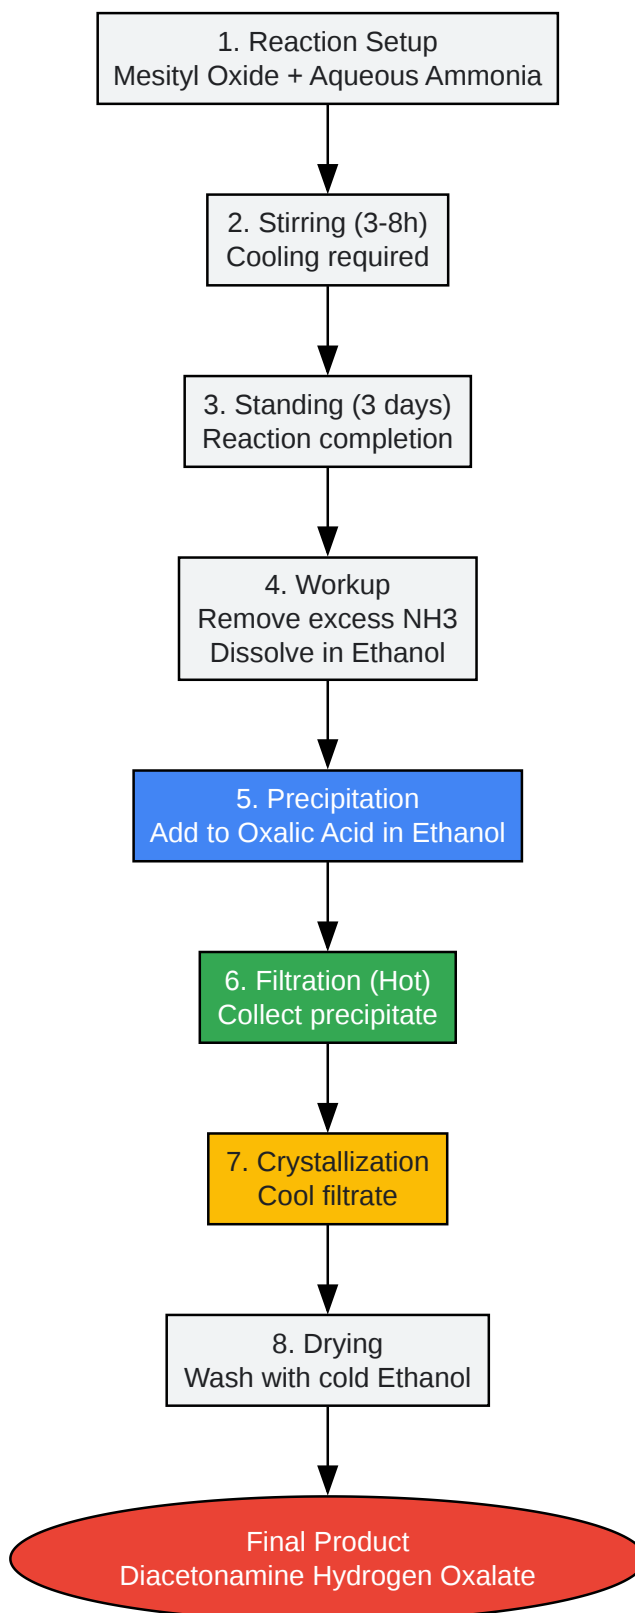 1. Reaction Setup
Mesityl Oxide + Aqueous Ammonia
2. Stirring (3-8h)
Cooling required
3. Standing (3 days)
Reaction completion
4. Workup
Remove excess NH3
Dissolve in Ethanol
5. Precipitation
Add to Oxalic Acid in Ethanol
6. Filtration (Hot)
Collect precipitate
7. Crystallization
Cool filtrate
8. Drying
Wash with cold Ethanol
Final Product
Diacetonamine Hydrogen Oxalate